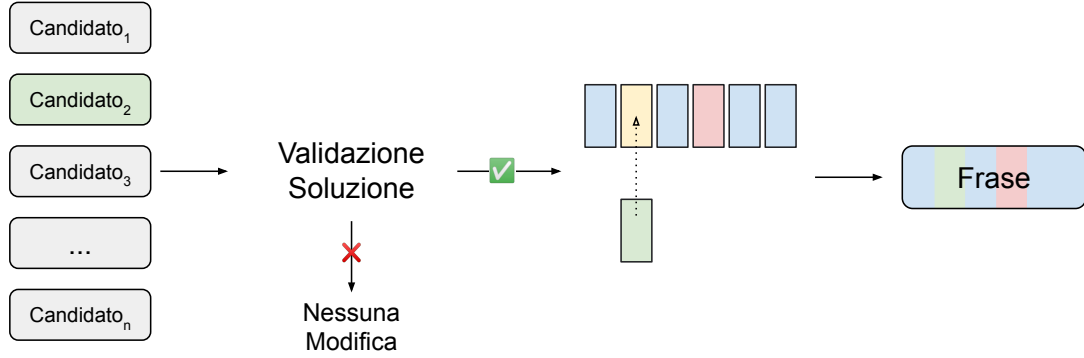 Candidato₁
Candidato₂
Candidato₃
...
Candidatoₙ
Validazione
Soluzione
Nessuna
Modifica
Frase